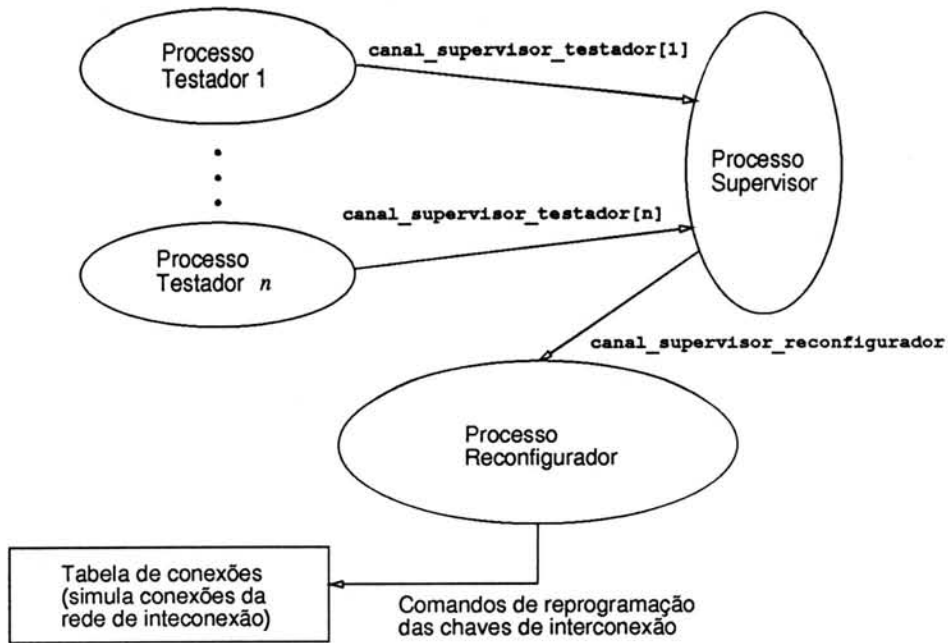 Processo
Testador 1
canal_supervisor_testador[1]
Processo
Supervisor
canal_supervisor_testador[n]
Processo
Testador n
canal_supervisor_reconfigurador
Processo
Reconfigurador
Tabela de conexões
(simula conexões da
rede de inteconexão)
Comandos de reprogramação
das chaves de interconexão